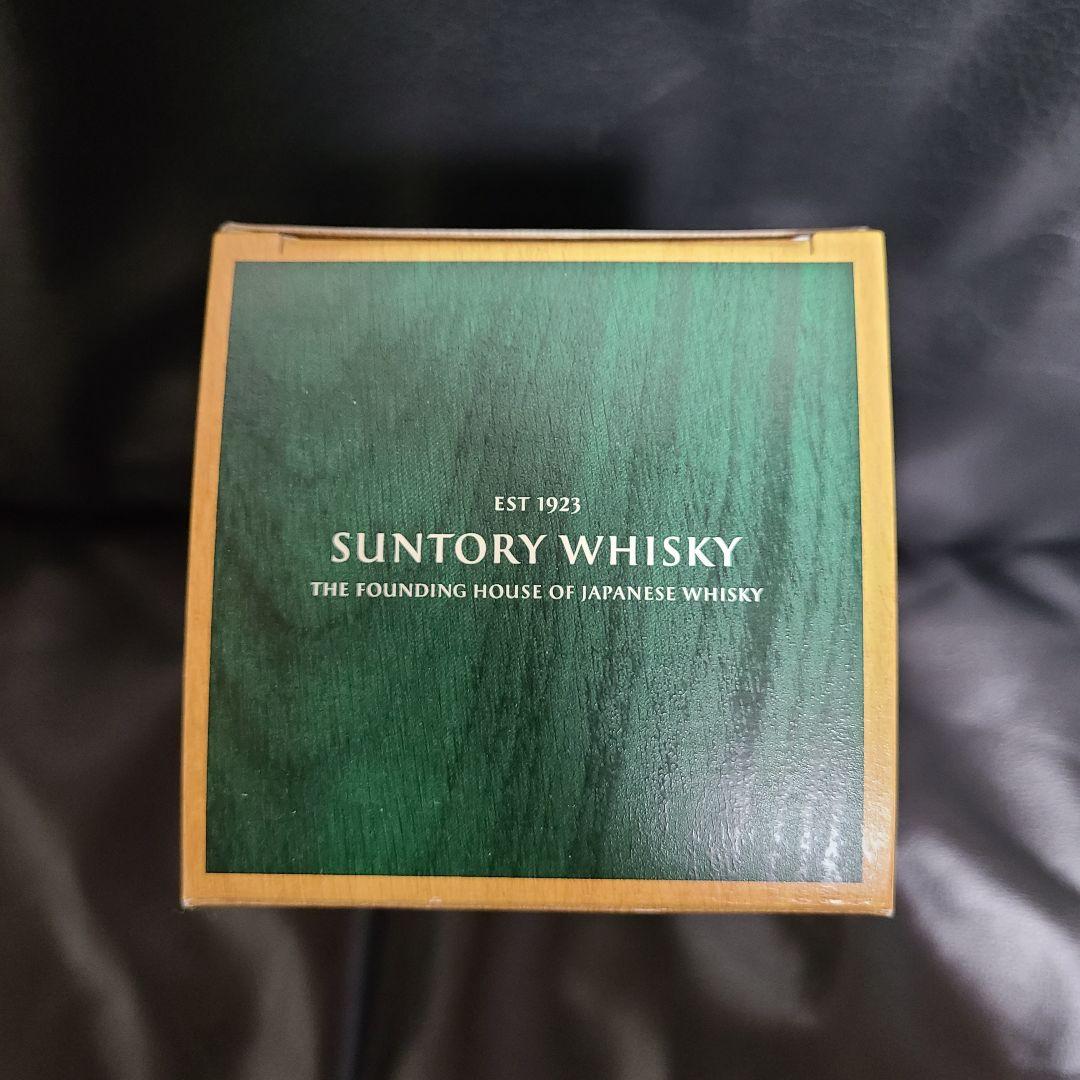 EST 1923
SUNTORY WHISKY
THE FOUNDING HOUSE OF JAPANESE WHISKY